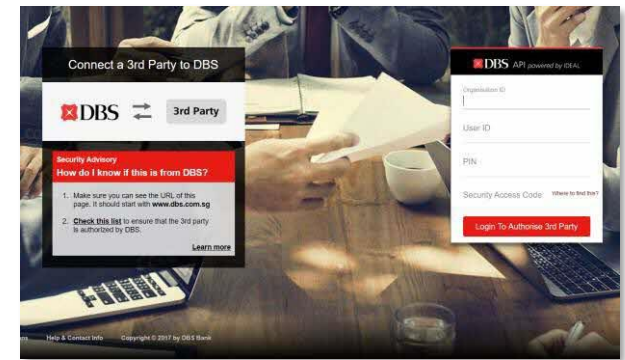 Connect a 3rd Party to DBS
DBS
3rd Party
Security Advisory
How do I know if this is from DBS?
1. Make sure you can see the URL of this
page. It should start with www.dbs.com.sg
2. Check this list to ensure that the 3rd party
is authorized by DBS.
Learn more
DBS API powered by IDEAL
Organisation ID
User ID
PIN
Security Access Code Where to find this?
Login To Authorise 3rd Party
Help & Contact Info Copyright © 2017 by DBS Bank